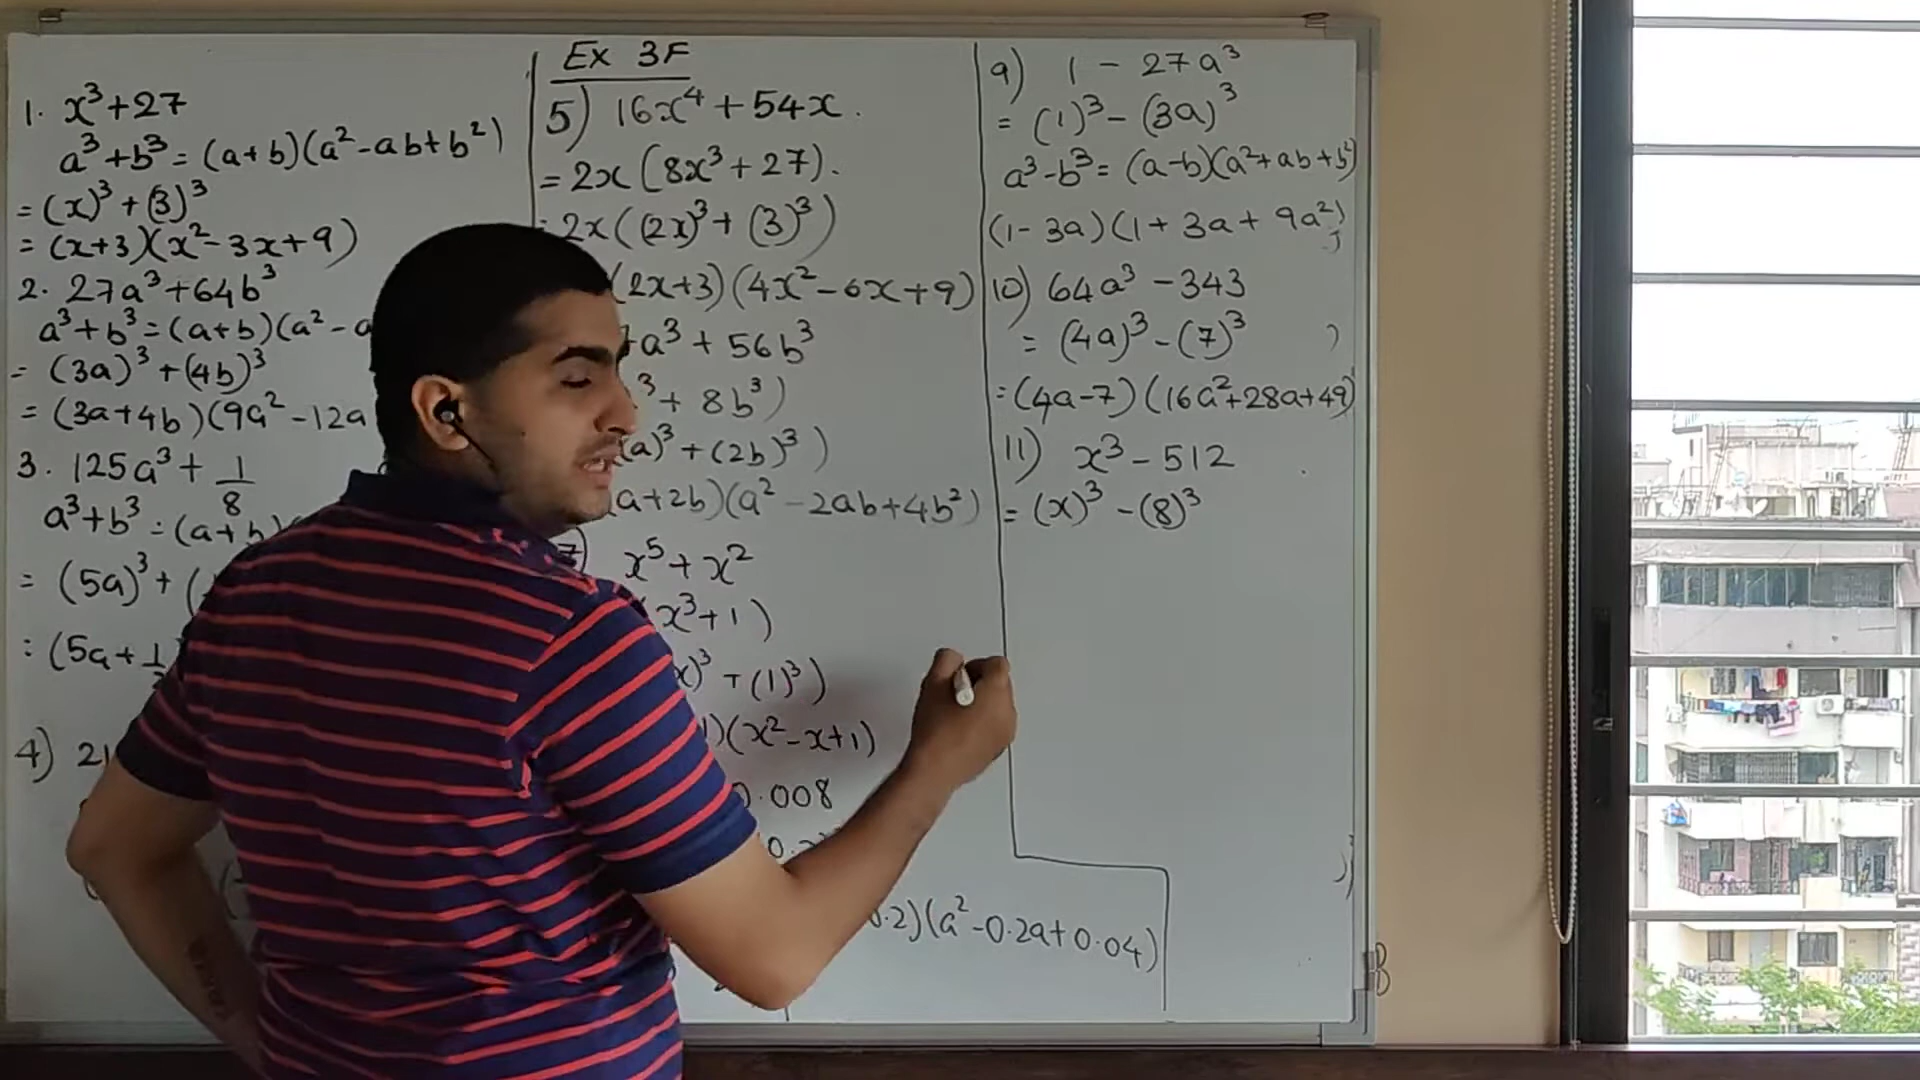 1. x³+27
a³+b³=(a+b)(a²-ab+b²)
=(x)³+(3)³
=(x+3)(x²-3x+9)
2. 27a³+64b³
a³+b³=(a+b)(a²-
=(3a)³+(4b)³
=(3a+4b)(9a²-12a
3. 125a³+1/8
a³+b³=(a+b)
=(5a)³+(
:(5a+1/
4) 21
Ex 3F
5) 16x⁴+54x.
=2x(8x³+27).
=2x((2x)³+(3)³)
(2x+3)(4x²-6x+9)
a³+56b³
³+8b³)
a)³+(2b)³)
(a+2b)(a²-2ab+4b²)
7) x⁵+x²
x³+1)
x)³+(1)³)
1)(x²-x+1)
0.008
0.2
0.2)(a²-0.2a+0.04)
9) 1-27a³
=(1)³-(3a)³
a³-b³=(a-b)(a²+ab+b²)
(1-3a)(1+3a+9a²)
10) 64a³-343
=(4a)³-(7)³
=(4a-7)(16a²+28a+49)
11) x³-512
=(x)³-(8)³